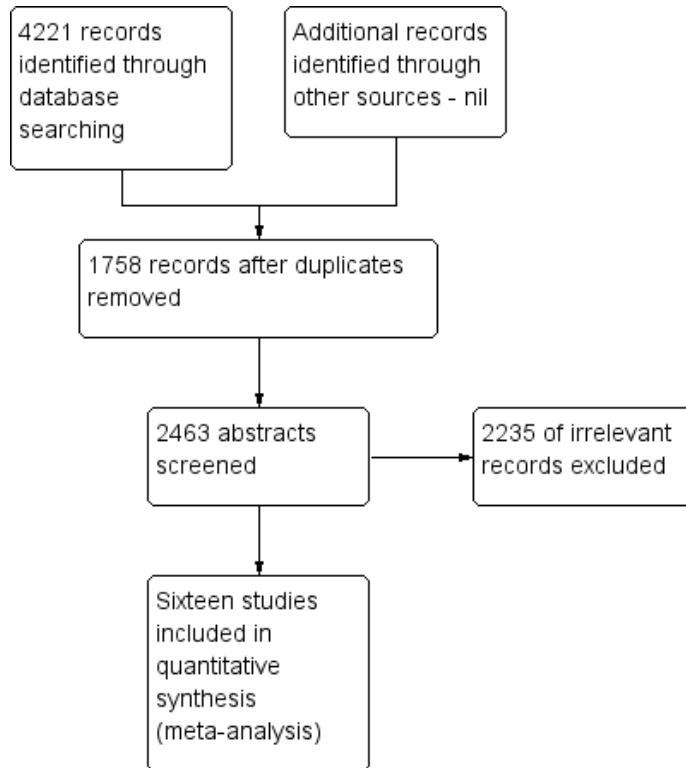 4221 records
identified through
database
searching
Additional records
identified through
other sources - nil
1758 records after duplicates
removed
2463 abstracts
screened
2235 of irrelevant
records excluded
Sixteen studies
included in
quantitative
synthesis
(meta-analysis)